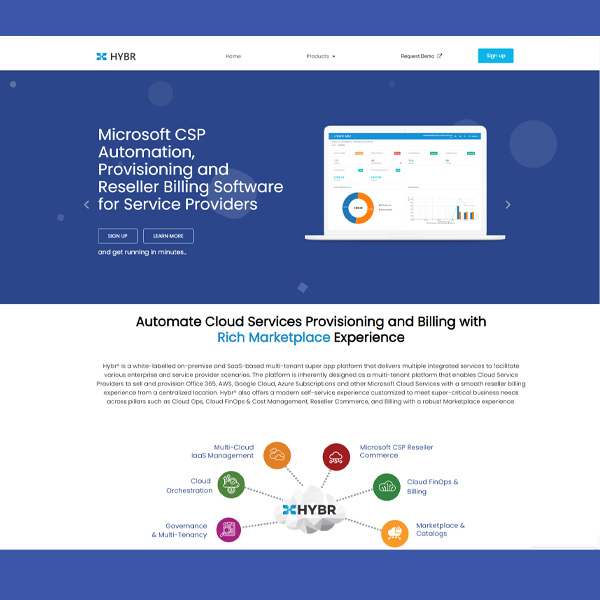 HYBR
Home
Products
Request Demo
Sign up
Microsoft CSP
Automation,
Provisioning and
Reseller Billing Software
for Service Providers
SIGN UP
LEARN MORE
and get running in minutes..
Automate Cloud Services Provisioning and Billing with
Rich Marketplace Experience
Hybr® is a white-labelled on-premise and SaaS-based multi-tenant super app platform that delivers multiple integrated services to facilitate
various enterprise and service provider scenarios. The platform is inherently designed as a multi-tenant platform that enables Cloud Service
Providers to sell and provision Office 365, AWS, Google Cloud, Azure Subscriptions and other Microsoft Cloud Services with a smooth reseller billing
experience from a centralized location. Hybr® also offers a modern self-service experience customized to meet super-critical business needs
across pillars such as Cloud Ops, Cloud FinOps & Cost Management, Reseller Commerce, and Billing with a robust Marketplace experience.
Multi-Cloud
IaaS Management
Microsoft CSP Reseller
Commerce
Cloud
Orchestration
Cloud FinOps &
Billing
HYBR
Governance
& Multi-Tenancy
Marketplace &
Catalogs